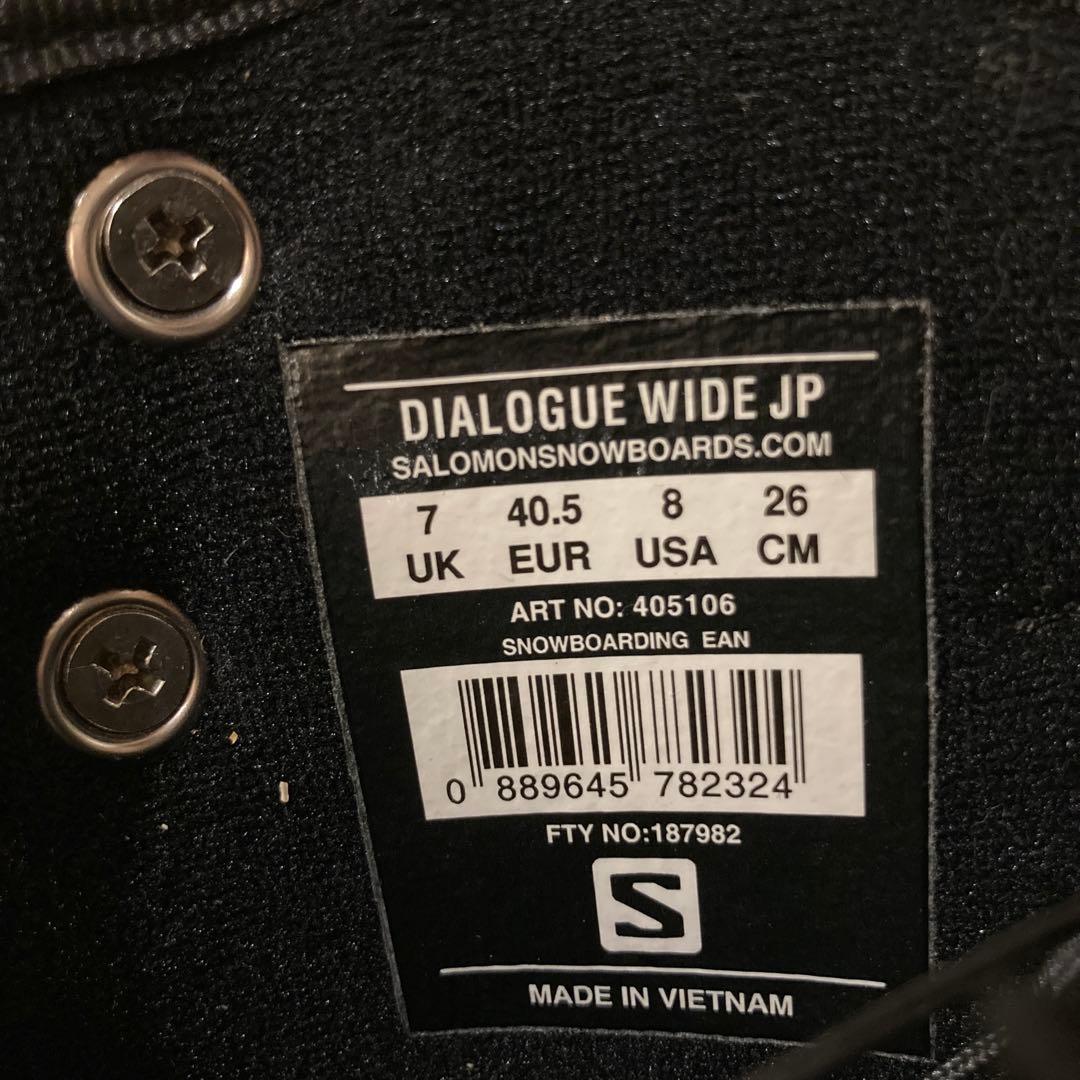 DIALOGUE WIDE JP
SALOMONSNOWBOARDS.COM
7 40.5 8 26
UK EUR USA CM
ART NO: 405106
SNOWBOARDING EAN
0 889645 782324
FTY NO:187982
S
MADE IN VIETNAM